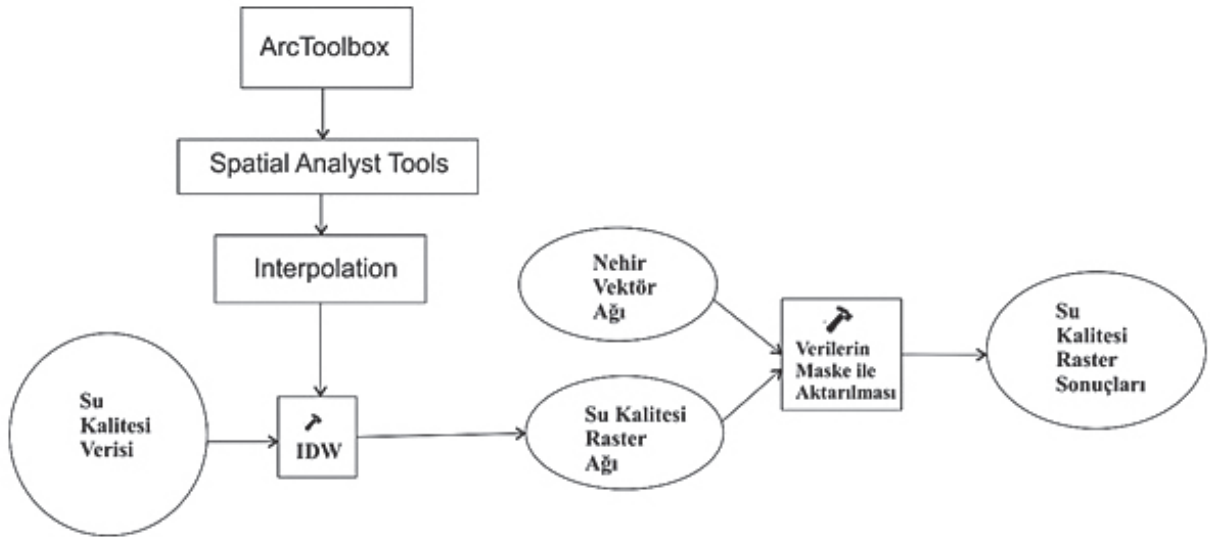 ArcToolbox
Spatial Analyst Tools
Interpolation
Su
Kalitesi
Verisi
IDW
Nehir
Vektör
Ağı
Su Kalitesi
Raster
Ağı
Verilerin
Maske ile
Aktarılması
Su
Kalitesi
Raster
Sonuçları